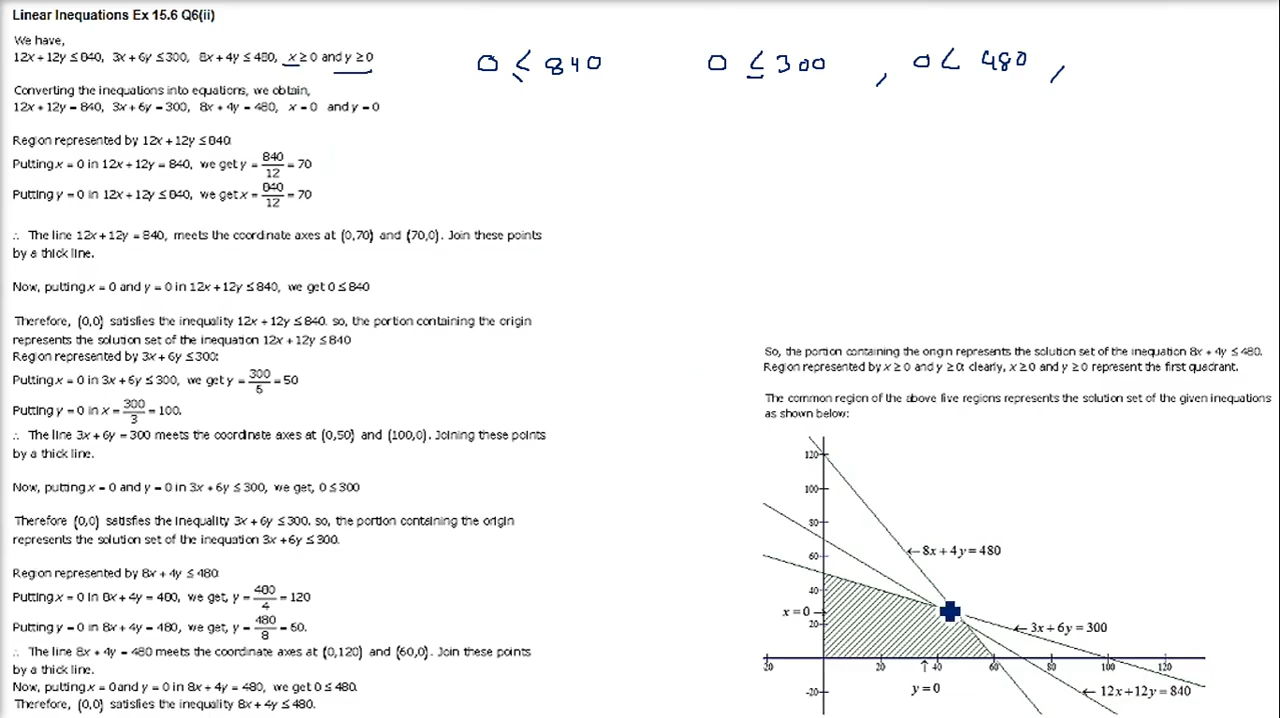 Linear Inequations Ex 15.6 Q6(ii)
We have,
12x + 12y ≤ 840, 3x + 6y ≤ 300, 8x + 4y ≤ 480, x ≥ 0 and y ≥ 0
0 ≤ 840 0 ≤ 300 , 0 < 480 ,
Converting the inequations into equations, we obtain,
12x + 12y = 840, 3x + 6y = 300, 8x + 4y = 480, x = 0 and y = 0
Region represented by 12x + 12y ≤ 840:
Putting x = 0 in 12x + 12y = 840, we get y = 840/12 = 70
Putting y = 0 in 12x + 12y ≤ 840, we get x = 840/12 = 70
∴ The line 12x + 12y = 840, meets the coordinate axes at (0,70) and (70,0). Join these points
by a thick line.
Now, putting x = 0 and y = 0 in 12x + 12y ≤ 840, we get 0 ≤ 840
Therefore, (0,0) satisfies the inequality 12x + 12y ≤ 840. so, the portion containing the origin
represents the solution set of the inequation 12x + 12y ≤ 840
Region represented by 3x + 6y ≤ 300:
Putting x = 0 in 3x + 6y ≤ 300, we get y = 300/6 = 50
Putting y = 0 in x = 300/3 = 100.
∴ The line 3x + 6y = 300 meets the coordinate axes at (0,50) and (100,0). Joining these points
by a thick line.
Now, putting x = 0 and y = 0 in 3x + 6y ≤ 300, we get, 0 ≤ 300
Therefore (0,0) satisfies the inequality 3x + 6y ≤ 300. so, the portion containing the origin
represents the solution set of the inequation 3x + 6y ≤ 300.
Region represented by 8x + 4y ≤ 480
Putting x = 0 in 8x + 4y = 480, we get, y = 480/4 = 120
Putting y = 0 in 8x + 4y = 480, we get, y = 480/8 = 60.
∴ The line 8x + 4y = 480 meets the coordinate axes at (0,120) and (60,0). Join these points
by a thick line.
Now, putting x = 0 and y = 0 in 8x + 4y = 480, we get 0 ≤ 480.
Therefore, (0,0) satisfies the inequality 8x + 4y ≤ 480.
So, the portion containing the origin represents the solution set of the inequation 8x + 4y ≤ 480.
Region represented by x ≥ 0 and y ≥ 0: clearly, x ≥ 0 and y ≥ 0 represent the first quadrant.
The common region of the above five regions represents the solution set of the given inequations
as shown below:
120
100
80
8x + 4y = 480
60
40
x = 0
20
3x + 6y = 300
20 20 40 60 80 100 120
y = 0
-20
12x + 12y = 840